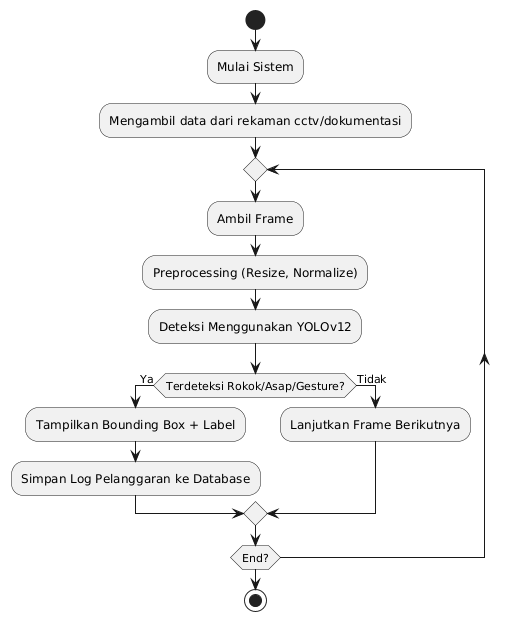 Mulai Sistem
Mengambil data dari rekaman cctv/dokumentasi
Ambil Frame
Preprocessing (Resize, Normalize)
Deteksi Menggunakan YOLOv12
Ya
Terdeteksi Rokok/Asap/Gesture?
Tidak
Tampilkan Bounding Box + Label
Lanjutkan Frame Berikutnya
Simpan Log Pelanggaran ke Database
End?